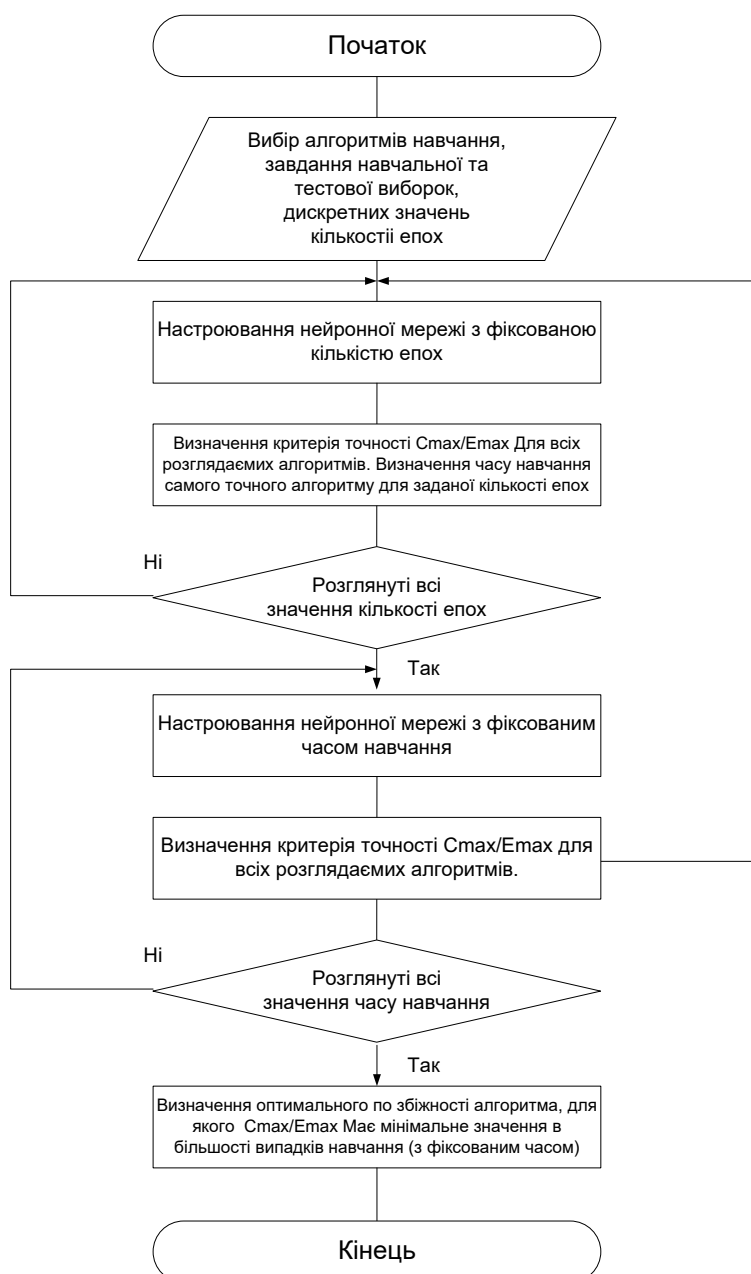 Початок
Вибір алгоритмів навчання,
завдання навчальної та
тестової виборок,
дискретних значень
кількостіі епох
Настроювання нейронної мережі з фіксованою
кількістю епох
Визначення критерія точності Cmax/Emax Для всіх
розглядаємих алгоритмів. Визначення часу навчання
самого точного алгоритму для заданої кількості епох
Ні
Розглянуті всі
значення кількості епох
Так
Настроювання нейронної мережі з фіксованим
часом навчання
Визначення критерія точності Cmax/Emax для
всіх розглядаємих алгоритмів.
Ні
Розглянуті всі
значення часу навчання
Так
Визначення оптимального по збіжності алгоритма, для
якого Cmax/Emax Має мінімальне значення в
більшості випадків навчання (з фіксованим часом)
Кінець